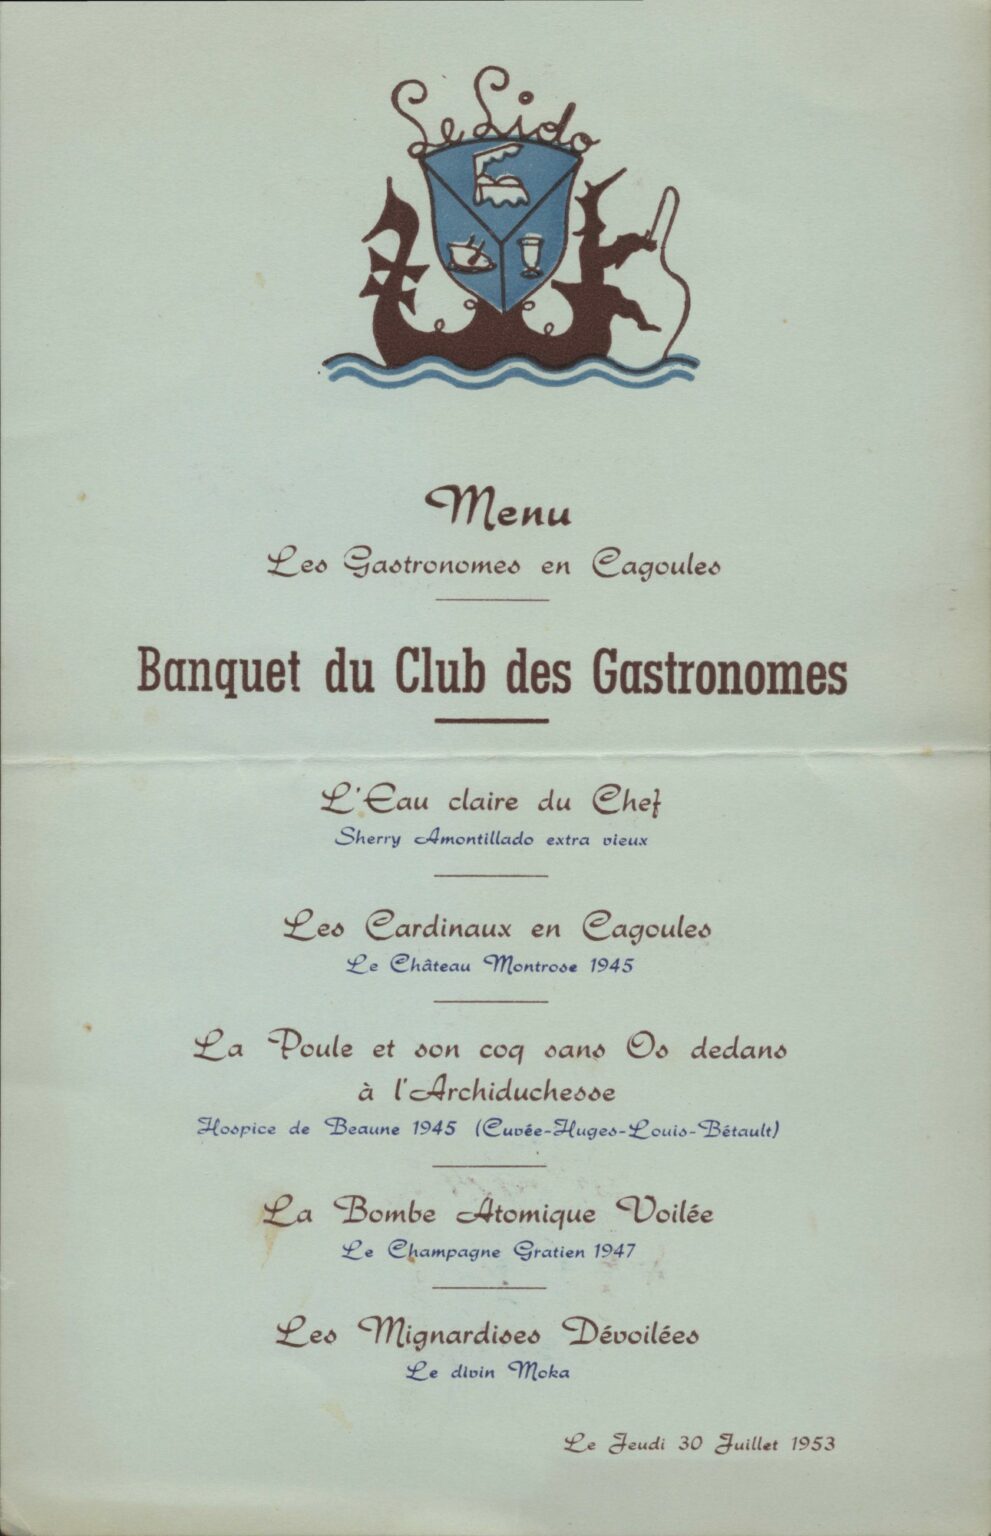 Le Lido
Menu
Les Gastronomes en Cagoules
Banquet du Club des Gastronomes
L'Eau claire du Chef
Sherry Amontillado extra vieux
Les Cardinaux en Cagoules
Le Château Montrose 1945
La Poule et son coq sans Os dedans
à l'Archiduchesse
Hospice de Beaune 1945 (Cuvée-Huges-Louis-Bétault)
La Bombe Atomique Voilée
Le Champagne Gratien 1947
Les Mignardises Dévoilées
Le divin Moka
Le Jeudi 30 Juillet 1953